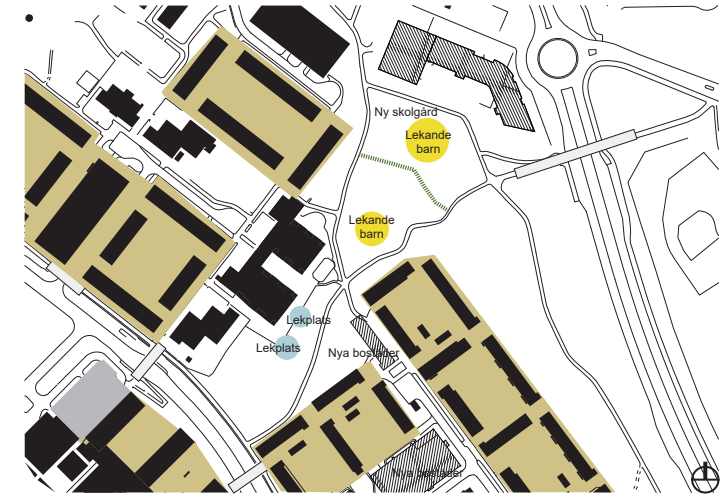 Ny skolgård
Lekande
barn
Lekande
barn
Lekplats
Lekplats
Nya bostäder
Nya bostäder